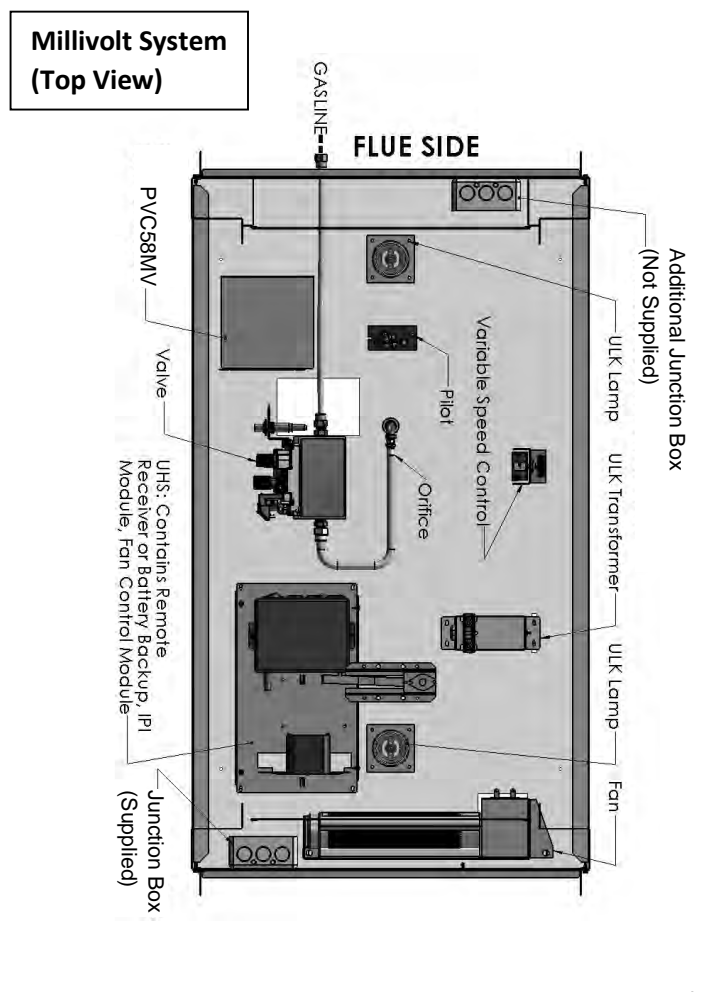 Millivolt System
(Top View)
GASLINE
FLUE SIDE
Additional Junction Box
(Not Supplied)
PVC58MV
Valve
UHS: Contains Remote
Receiver or Battery Backup, IPI
Module, Fan Control Module
Junction Box
(Supplied)
Pilot
Orifice
Variable Speed Control
ULK Lamp
ULK Transformer
ULK Lamp
Fan